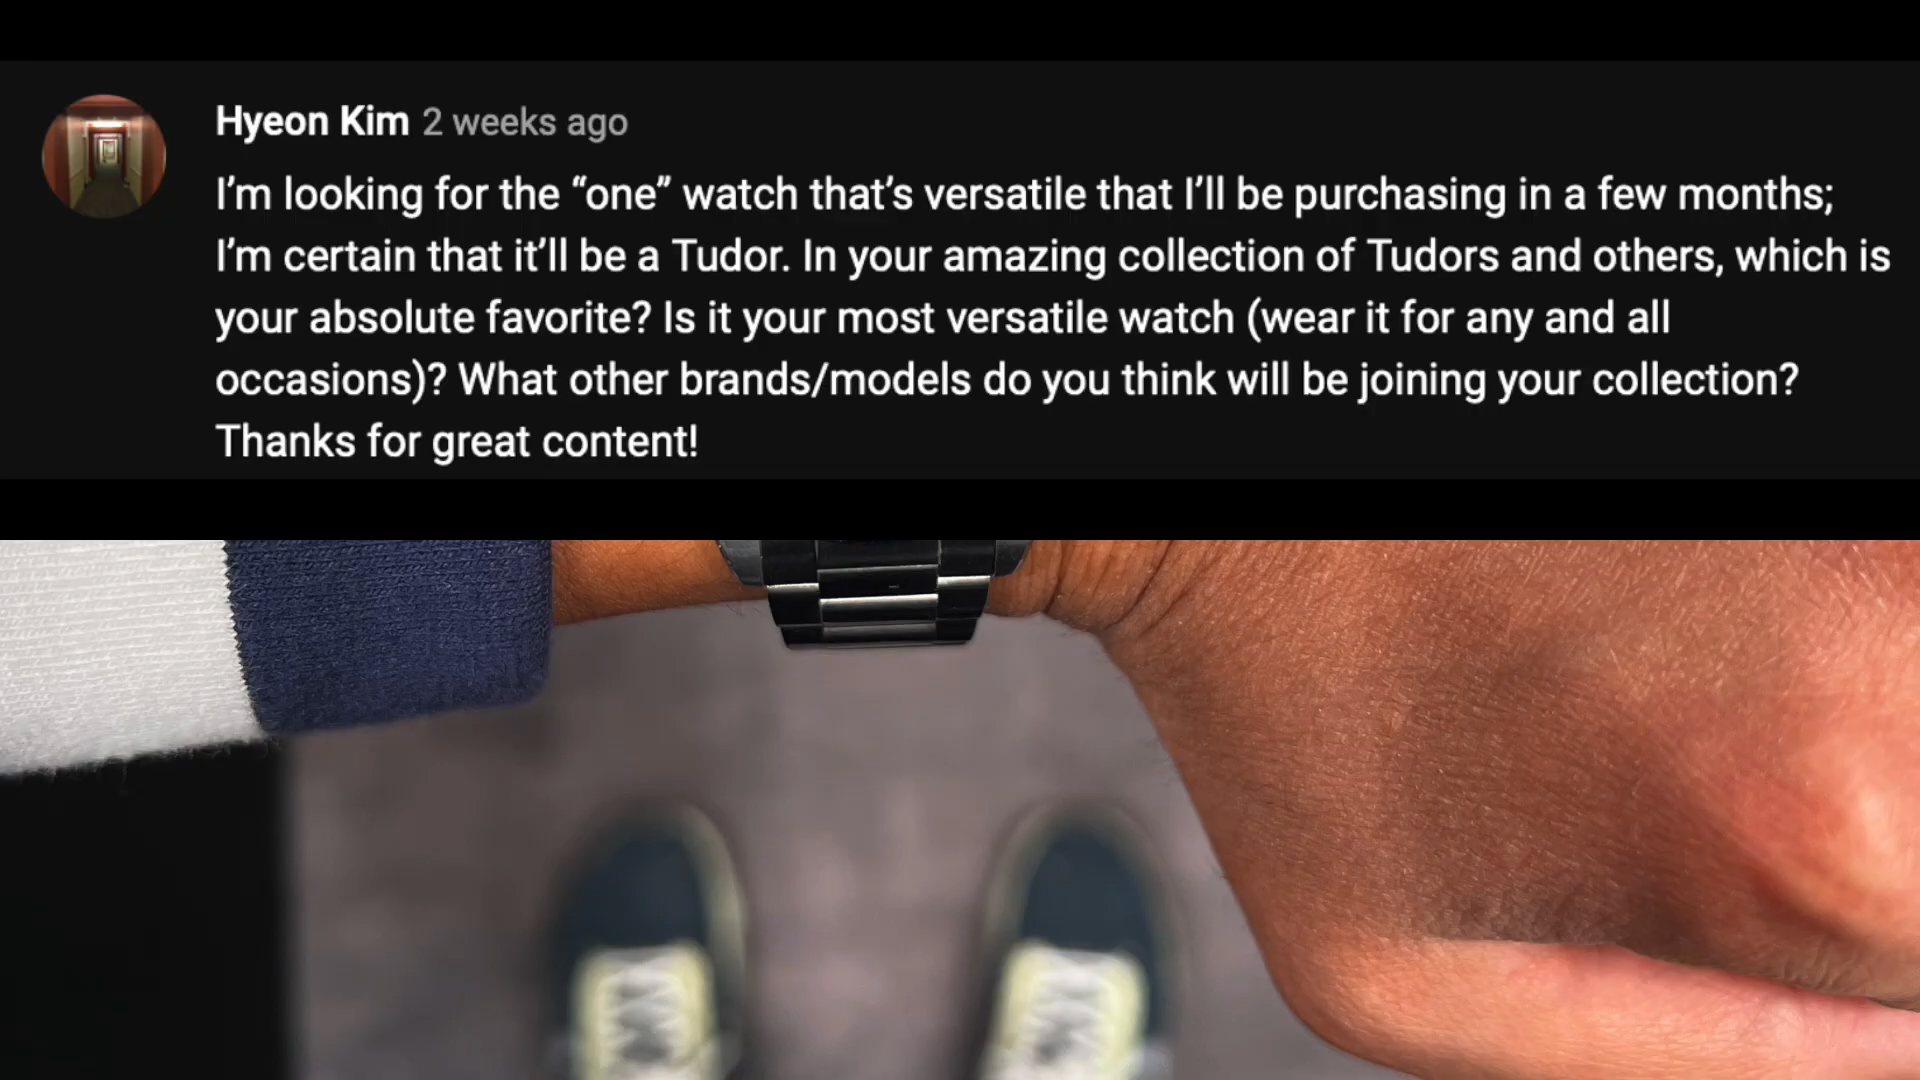 Hyeon Kim 2 weeks ago
I’m looking for the “one” watch that’s versatile that I’ll be purchasing in a few months;
I’m certain that it’ll be a Tudor. In your amazing collection of Tudors and others, which is
your absolute favorite? Is it your most versatile watch (wear it for any and all
occasions)? What other brands/models do you think will be joining your collection?
Thanks for great content!